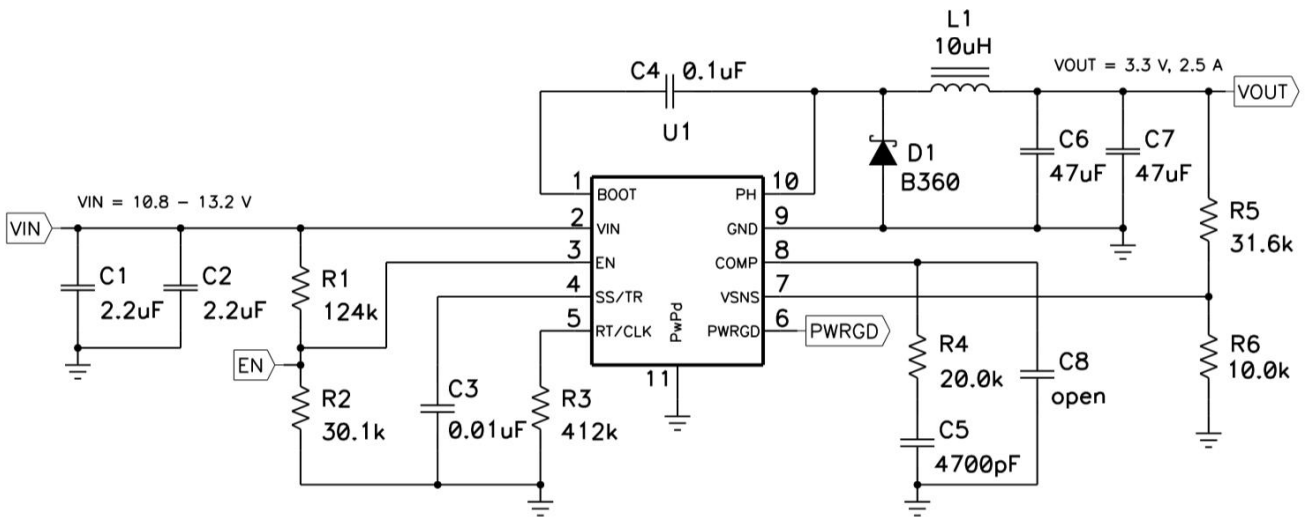 L1
10uH
C4 0.1uF
VOUT = 3.3 V, 2.5 A
VOUT
U1
C6
47uF
C7
47uF
D1
B360
1
BOOT
PH
10
VIN = 10.8 – 13.2 V
VIN
2
VIN
GND
9
R5
31.6k
3
EN
COMP
8
C1
2.2uF
C2
2.2uF
R1
124k
4
SS/TR
VSNS
7
5
RT/CLK
PwPd
PWRGD
6
PWRGD
EN
11
R4
20.0k
C8
open
R6
10.0k
R2
30.1k
C3
0.01uF
R3
412k
C5
4700pF